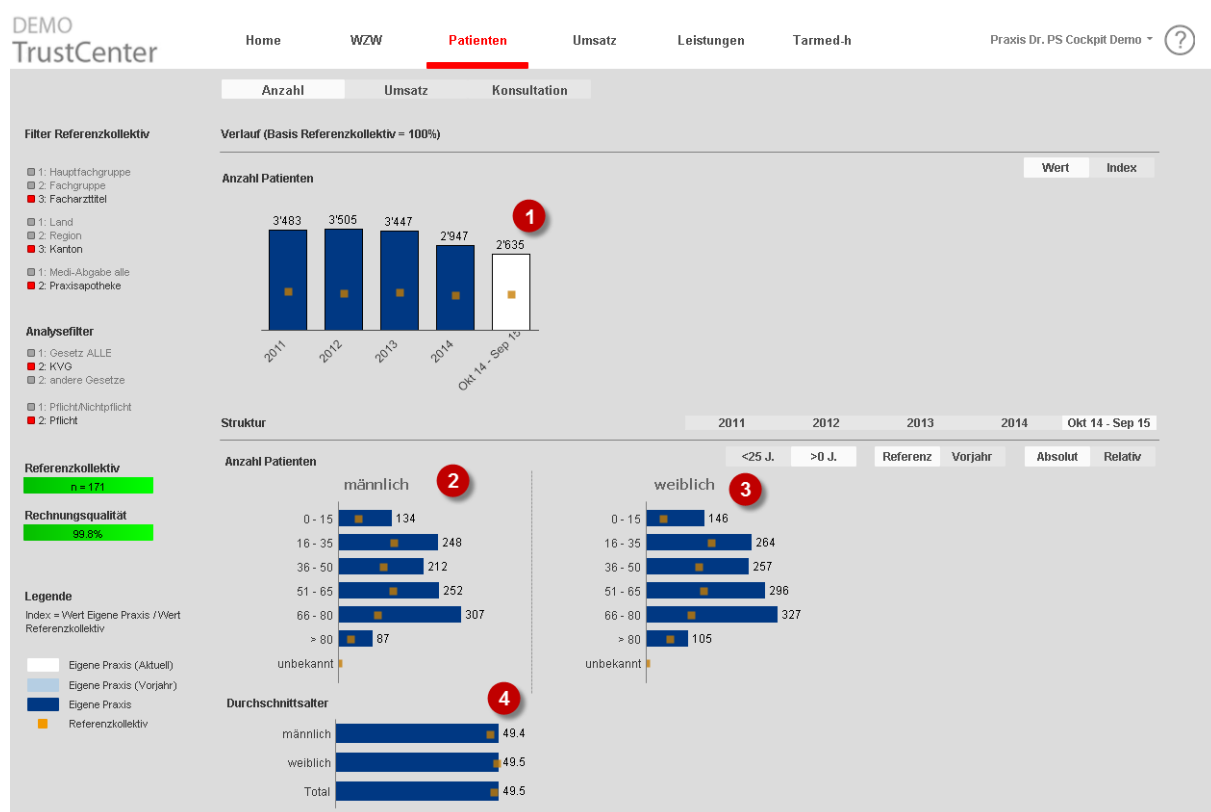 DEMO
TrustCenter
Home WZW Patienten Umsatz Leistungen Tarmed-h
Praxis Dr. PS Cockpit Demo
?
Anzahl Umsatz Konsultation
Filter Referenzkollektiv
1: Hauptfachgruppe
2: Fachgruppe
3: Facharzttitel
1: Land
2: Region
3: Kanton
1: Medi-Abgabe alle
2: Praxisapotheke
Analysefilter
1: Gesetz ALLE
2: KVG
2: andere Gesetze
1: Pflicht/Nichtpflicht
2: Pflicht
Referenzkollektiv
n = 171
Rechnungsqualität
99.8%
Legende
Index = Wert Eigene Praxis / Wert
Referenzkollektiv
Eigene Praxis (Aktuell)
Eigene Praxis (Vorjahr)
Eigene Praxis
Referenzkollektiv
Verlauf (Basis Referenzkollektiv = 100%)
Wert Index
Anzahl Patienten
1
3'483 3'505 3'447 2'947 2'635
2011 2012 2013 2014 Okt 14 - Sep 15
Struktur
2011 2012 2013 2014 Okt 14 - Sep 15
<25 J. >0 J. Referenz Vorjahr Absolut Relativ
Anzahl Patienten
männlich 2
0 - 15 134
16 - 35 248
36 - 50 212
51 - 65 252
66 - 80 307
> 80 87
unbekannt
weiblich 3
0 - 15 146
16 - 35 264
36 - 50 257
51 - 65 296
66 - 80 327
> 80 105
unbekannt
Durchschnittsalter 4
männlich 49.4
weiblich 49.5
Total 49.5